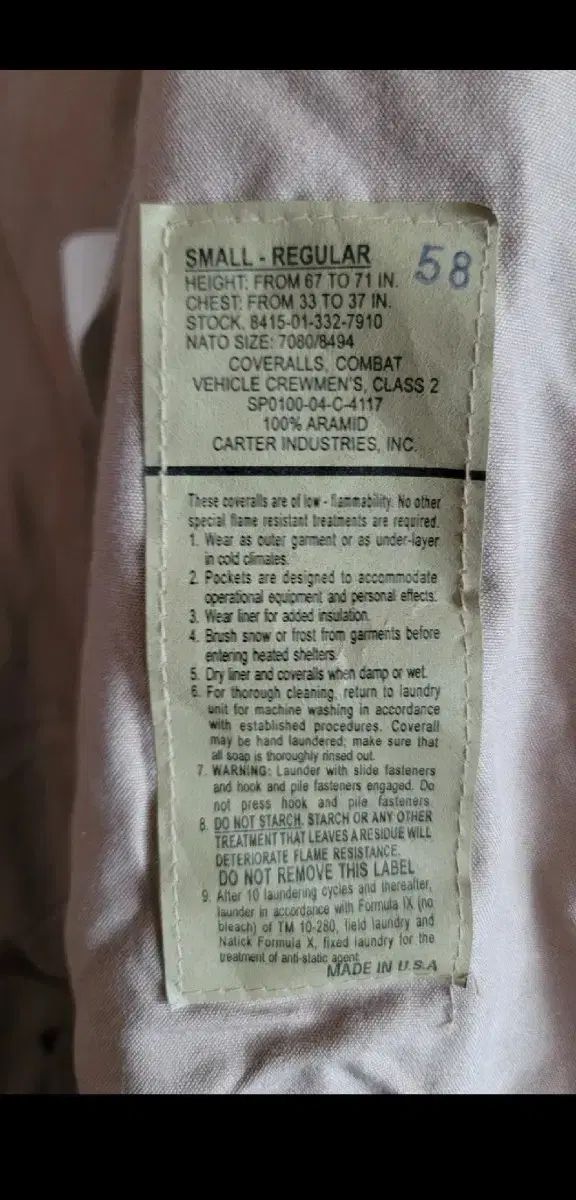 SMALL - REGULAR 58
HEIGHT: FROM 67 TO 71 IN.
CHEST: FROM 33 TO 37 IN.
STOCK. 8415-01-332-7910
NATO SIZE: 7080/8494
COVERALLS, COMBAT
VEHICLE CREWMEN'S, CLASS 2
SP0100-04-C-4117
100% ARAMID
CARTER INDUSTRIES, INC.
These coveralls are of low - flammability. No other
special flame resistant treatments are required.
1. Wear as outer garment or as under-layer
in cold climates.
2. Pockets are designed to accommodate
operational equipment and personal effects.
3. Wear liner for added insulation.
4. Brush snow or frost from garments before
entering heated shelters.
5. Dry liner and coveralls when damp or wet.
6. For thorough cleaning, return to laundry
unit for machine washing in accordance
with established procedures. Coverall
may be hand laundered; make sure that
all soap is thoroughly rinsed out.
7. WARNING: Launder with slide fasteners
and hook and pile fasteners engaged. Do
not press hook and pile fasteners.
8. DO NOT STARCH. STARCH OR ANY OTHER
TREATMENT THAT LEAVES A RESIDUE WILL
DETERIORATE FLAME RESISTANCE.
DO NOT REMOVE THIS LABEL
9. After 10 laundering cycles and thereafter,
launder in accordance with Formula IX (no
bleach) of TM 10-280, field laundry and
Natick Formula X, fixed laundry for the
treatment of anti-static agent.
MADE IN U.S.A